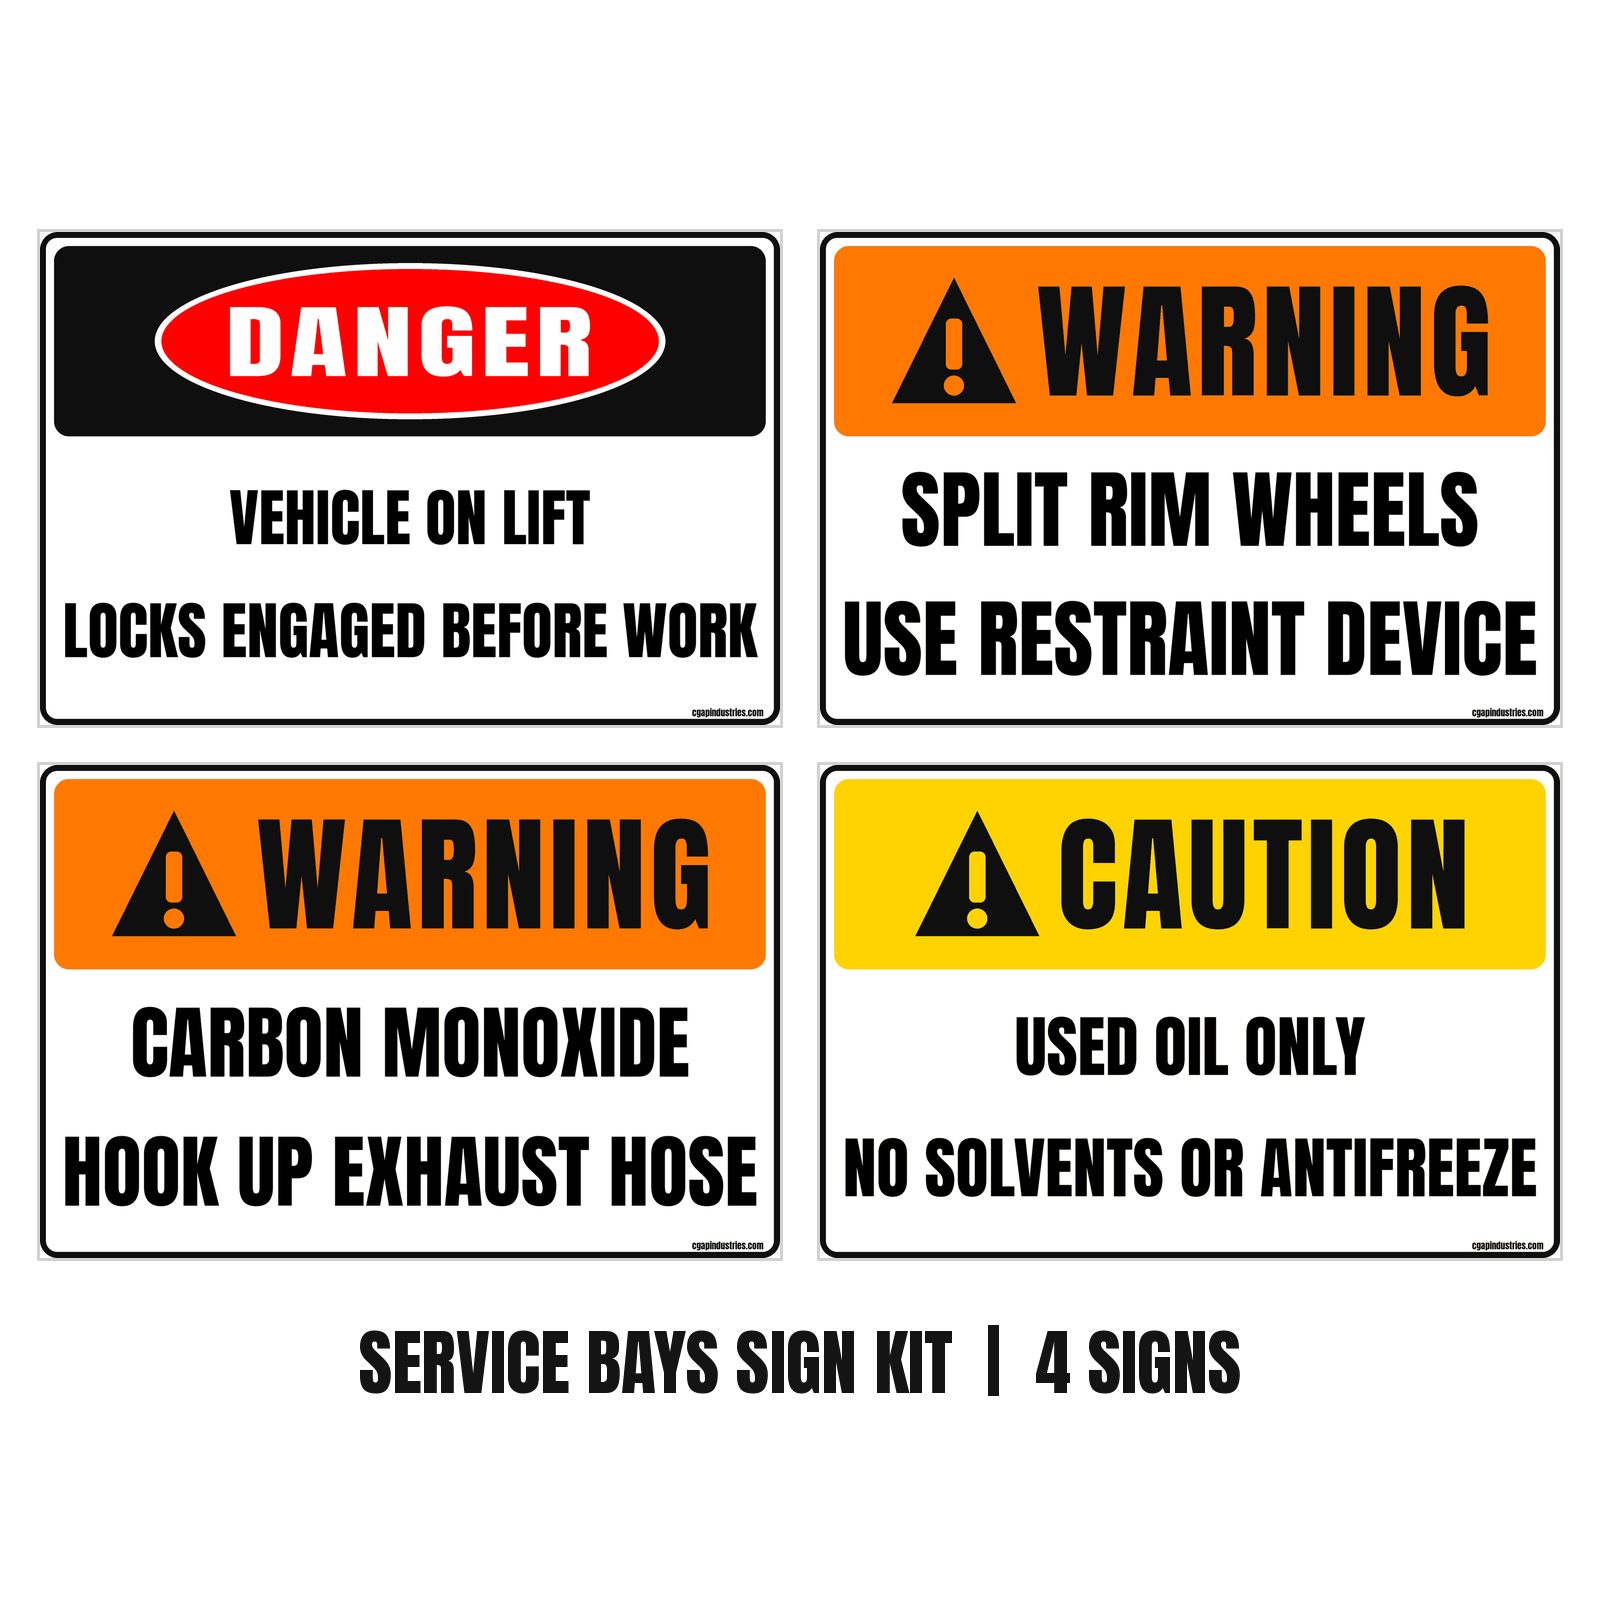 DANGER
VEHICLE ON LIFT
LOCKS ENGAGED BEFORE WORK
cgapindustries.com
WARNING
SPLIT RIM WHEELS
USE RESTRAINT DEVICE
cgapindustries.com
WARNING
CARBON MONOXIDE
HOOK UP EXHAUST HOSE
cgapindustries.com
CAUTION
USED OIL ONLY
NO SOLVENTS OR ANTIFREEZE
cgapindustries.com
SERVICE BAYS SIGN KIT | 4 SIGNS